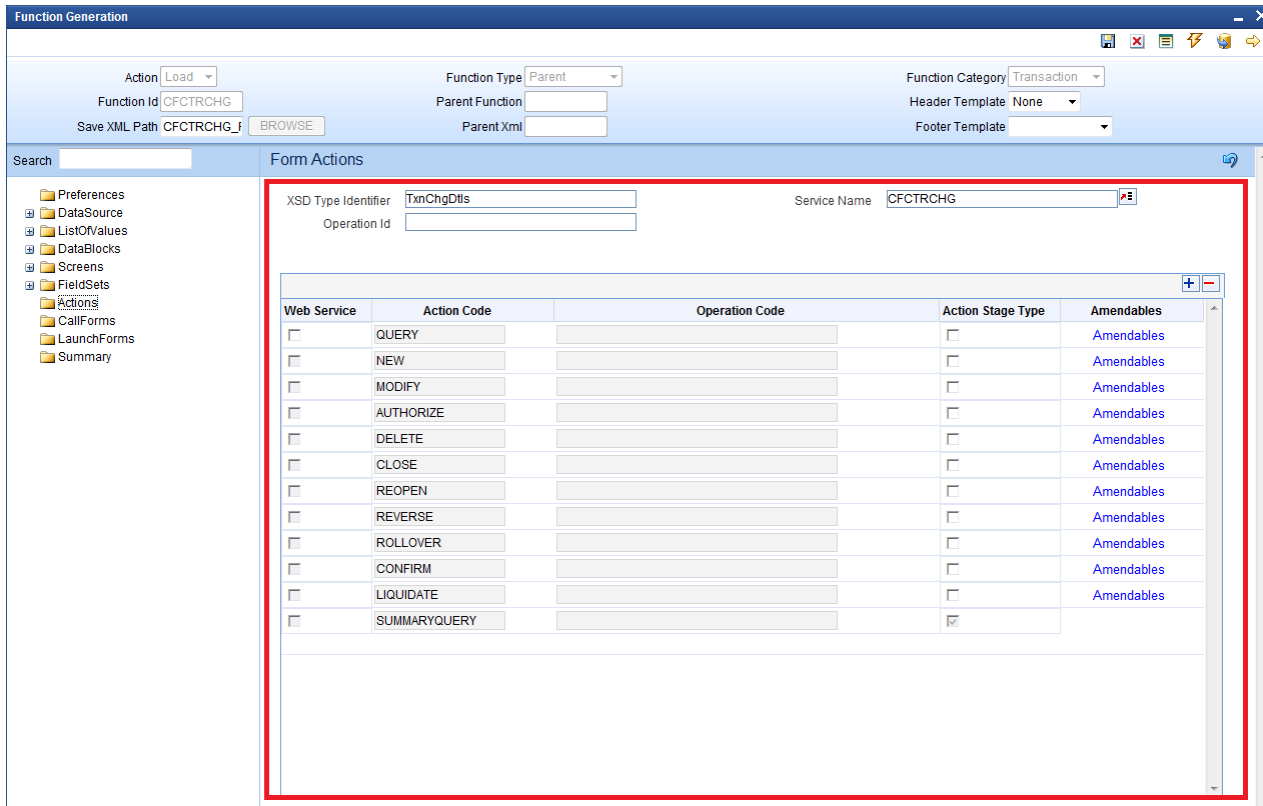 Function Generation
Action Load Function Type Parent Function Category Transaction
Function Id CFCTRCHG Parent Function Header Template None
Save XML Path CFCTRCHG_ BROWSE Parent Xml Footer Template
Search Form Actions
Preferences
DataSource
ListOfValues
DataBlocks
Screens
FieldSets
Actions
CallForms
LaunchForms
Summary
XSD Type Identifier TxnChgDtls Service Name CFCTRCHG
Operation Id
Web Service Action Code Operation Code Action Stage Type Amendables
QUERY Amendables
NEW Amendables
MODIFY Amendables
AUTHORIZE Amendables
DELETE Amendables
CLOSE Amendables
REOPEN Amendables
REVERSE Amendables
ROLLOVER Amendables
CONFIRM Amendables
LIQUIDATE Amendables
SUMMARYQUERY